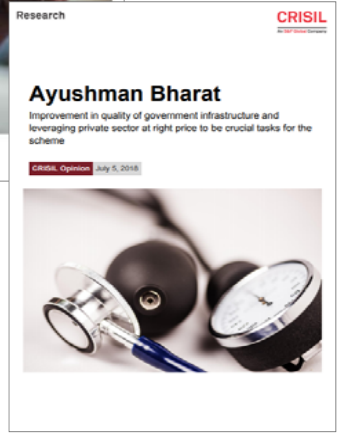 Research
CRISIL
An S&P Global Company
Ayushman Bharat
Improvement in quality of government infrastructure and
leveraging private sector at right price to be crucial tasks for the
scheme
CRISIL Opinion July 5, 2018